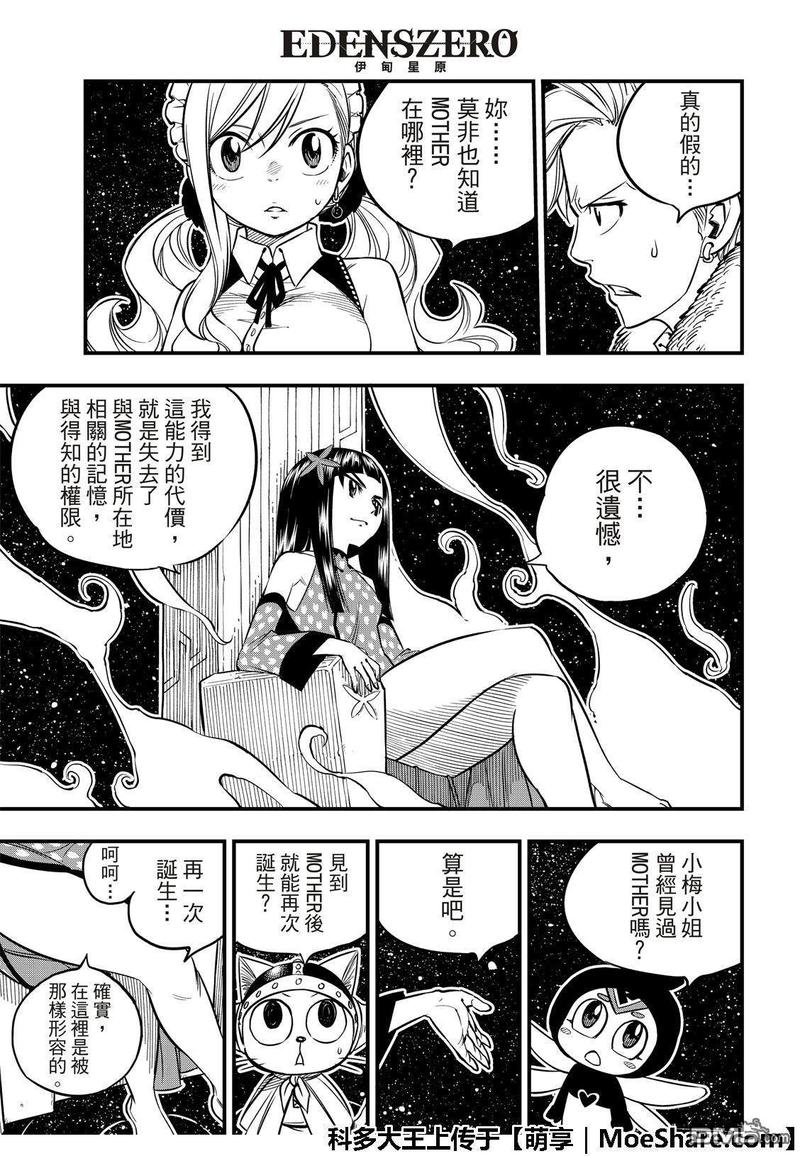 EDENSZERO
伊甸星原
真的假的…
妳……
莫非也知道
MOTHER
在哪裡？
不…
很遺憾，
我得到
這能力的代價，
就是失去了
與MOTHER所在地
相關的記憶，
與得知的權限。
小梅小姐
曾經見過
MOTHER嗎？
算是吧。
見到
MOTHER後
就能再次
誕生？
再一次
誕生…
呵呵…
確實，
在這裡是被
那樣形容的。
科多大王上传于【萌享｜MoeShare.com】